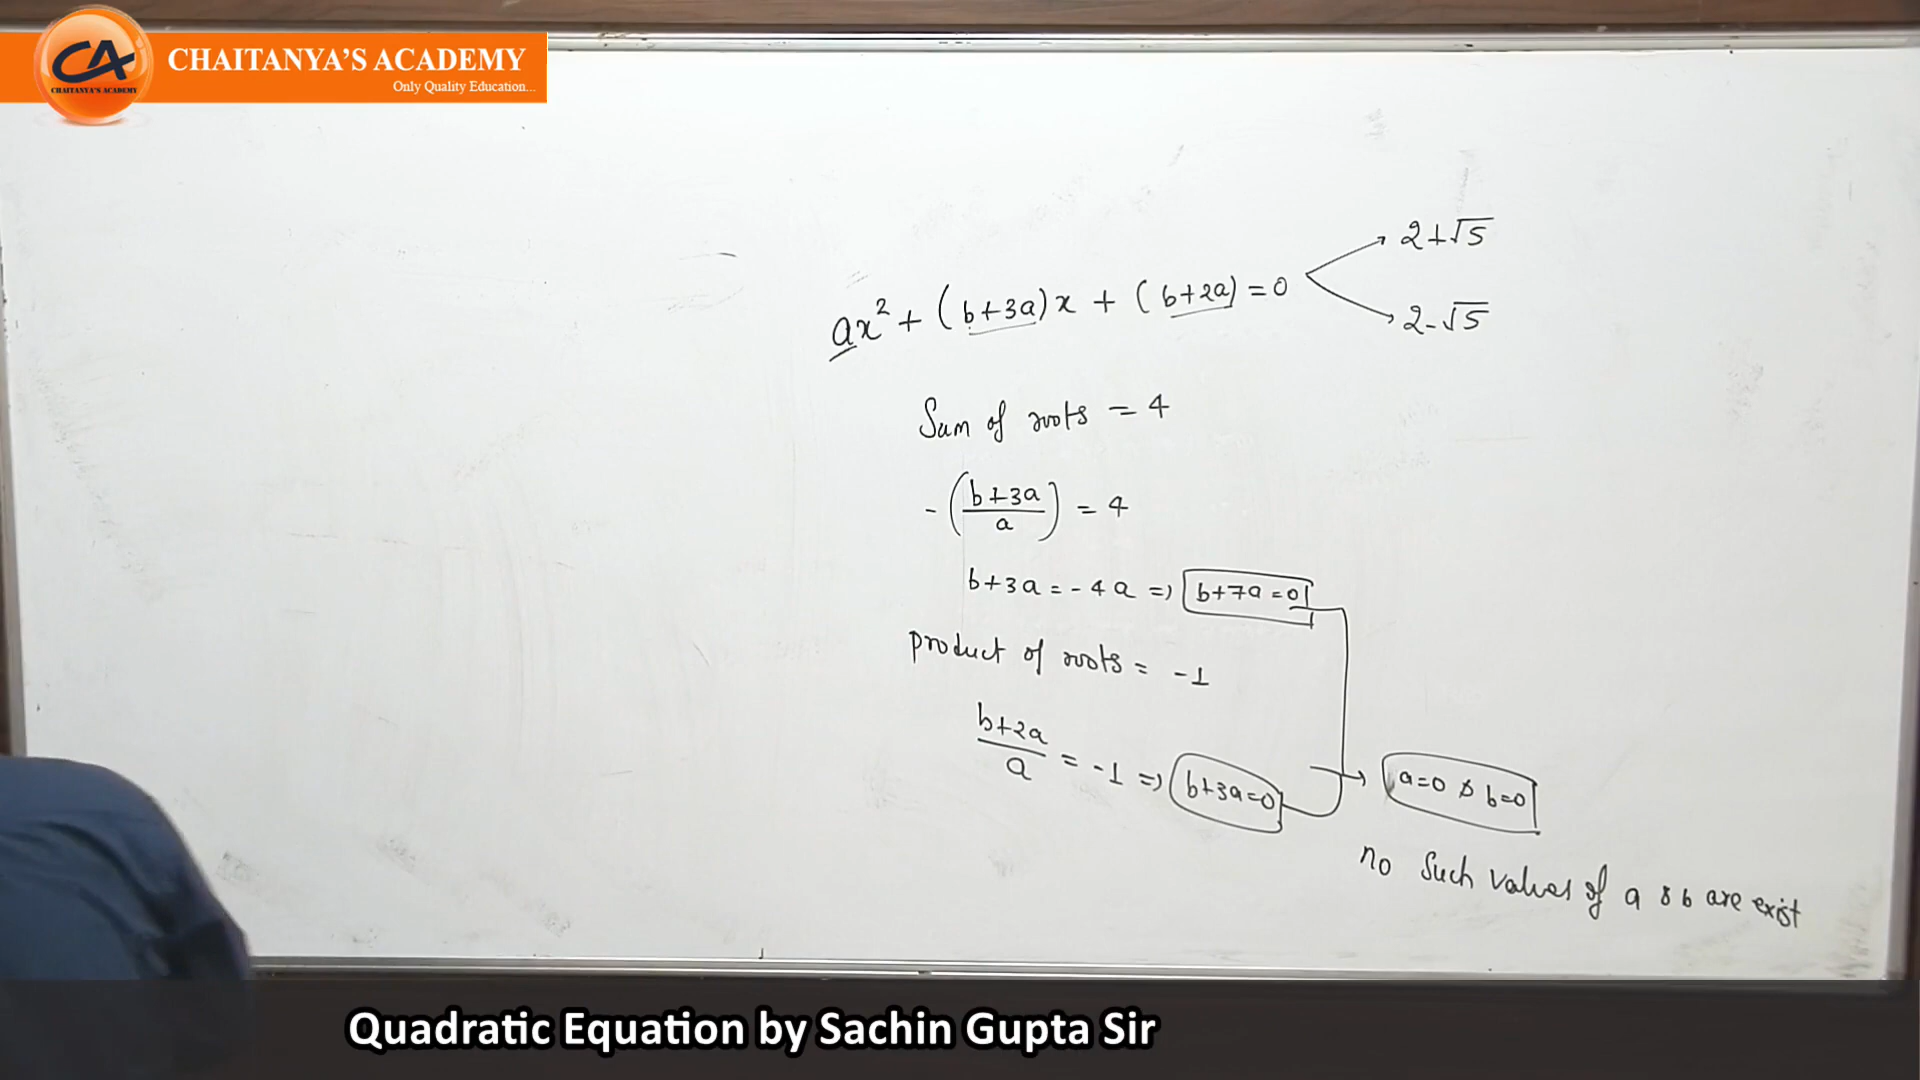 CA
CHAITANYA'S ACADEMY
CHAITANYA'S ACADEMY
Only Quality Education...
2+√5
ax² + (b+3a)x + (b+2a) = 0
2-√5
Sum of roots = 4
-((b+3a)/a) = 4
b+3a = -4a => b+7a=0
product of roots = -1
(b+2a)/a = -1 => b+3a=0
a=0 & b=0
no such values of a & b are exist
Quadratic Equation by Sachin Gupta Sir